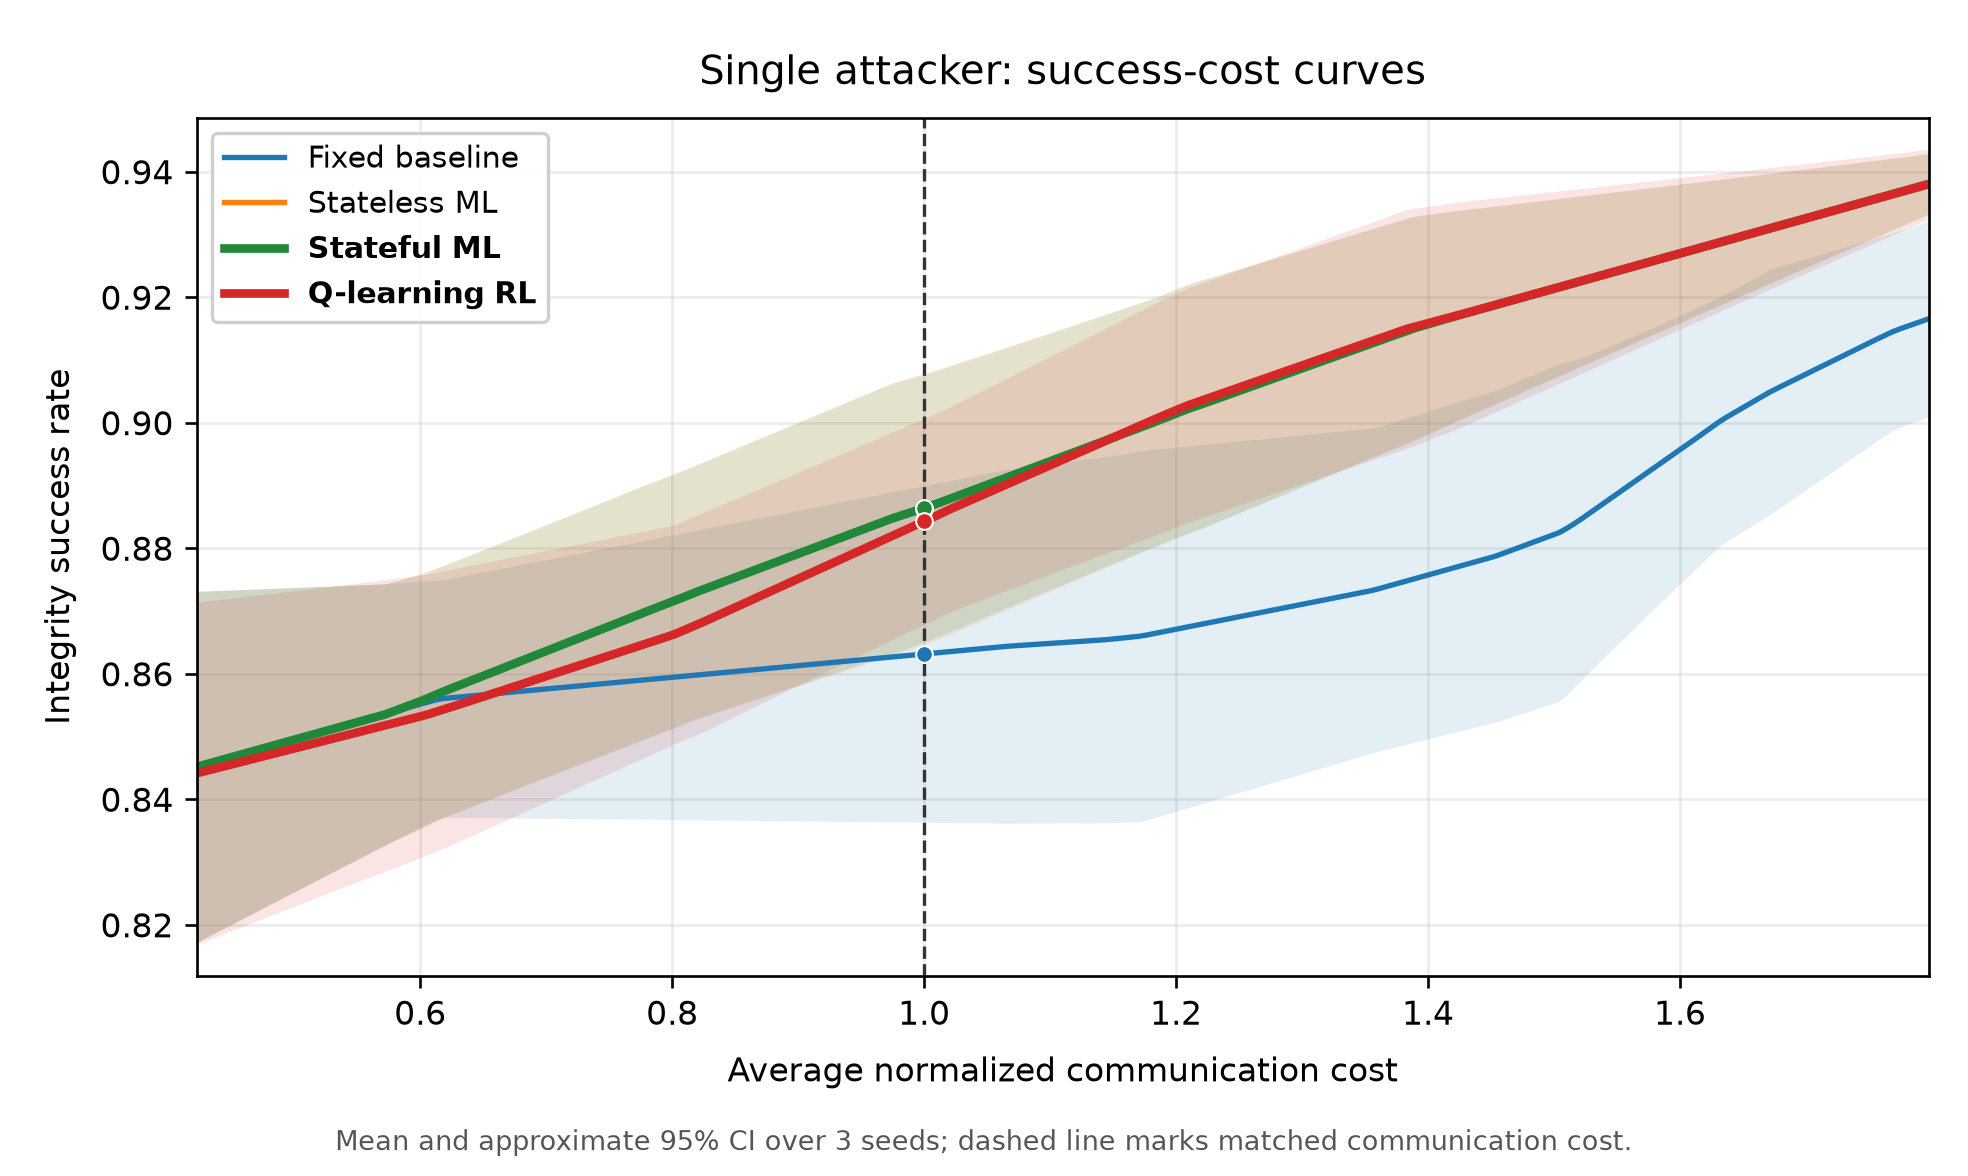 Single attacker: success-cost curves
Fixed baseline
Stateless ML
Stateful ML
Q-learning RL
Integrity success rate
0.94
0.92
0.90
0.88
0.86
0.84
0.82
0.6 0.8 1.0 1.2 1.4 1.6
Average normalized communication cost
Mean and approximate 95% CI over 3 seeds; dashed line marks matched communication cost.